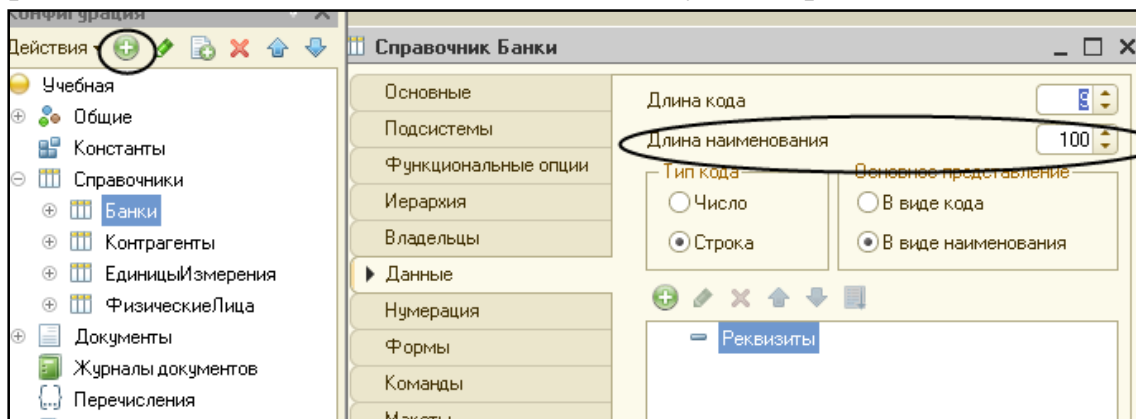 Конфигурация
Действия
Учебная
Общие
Константы
Справочники
Банки
Контрагенты
ЕдиницыИзмерения
ФизическиеЛица
Документы
Журналы документов
Перечисления
Справочник Банки
Основные
Подсистемы
Функциональные опции
Иерархия
Владельцы
Данные
Нумерация
Формы
Команды
Макеты
Длина кода 9
Длина наименования 100
Тип кода
Число
Строка
Основное представление
В виде кода
В виде наименования
Реквизиты